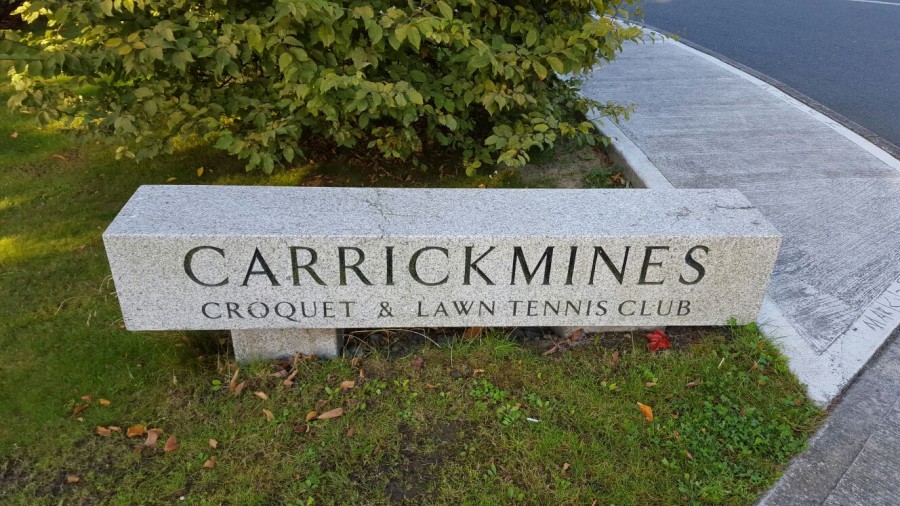 CARRICKMINES
CROQUET & LAWN TENNIS CLUB